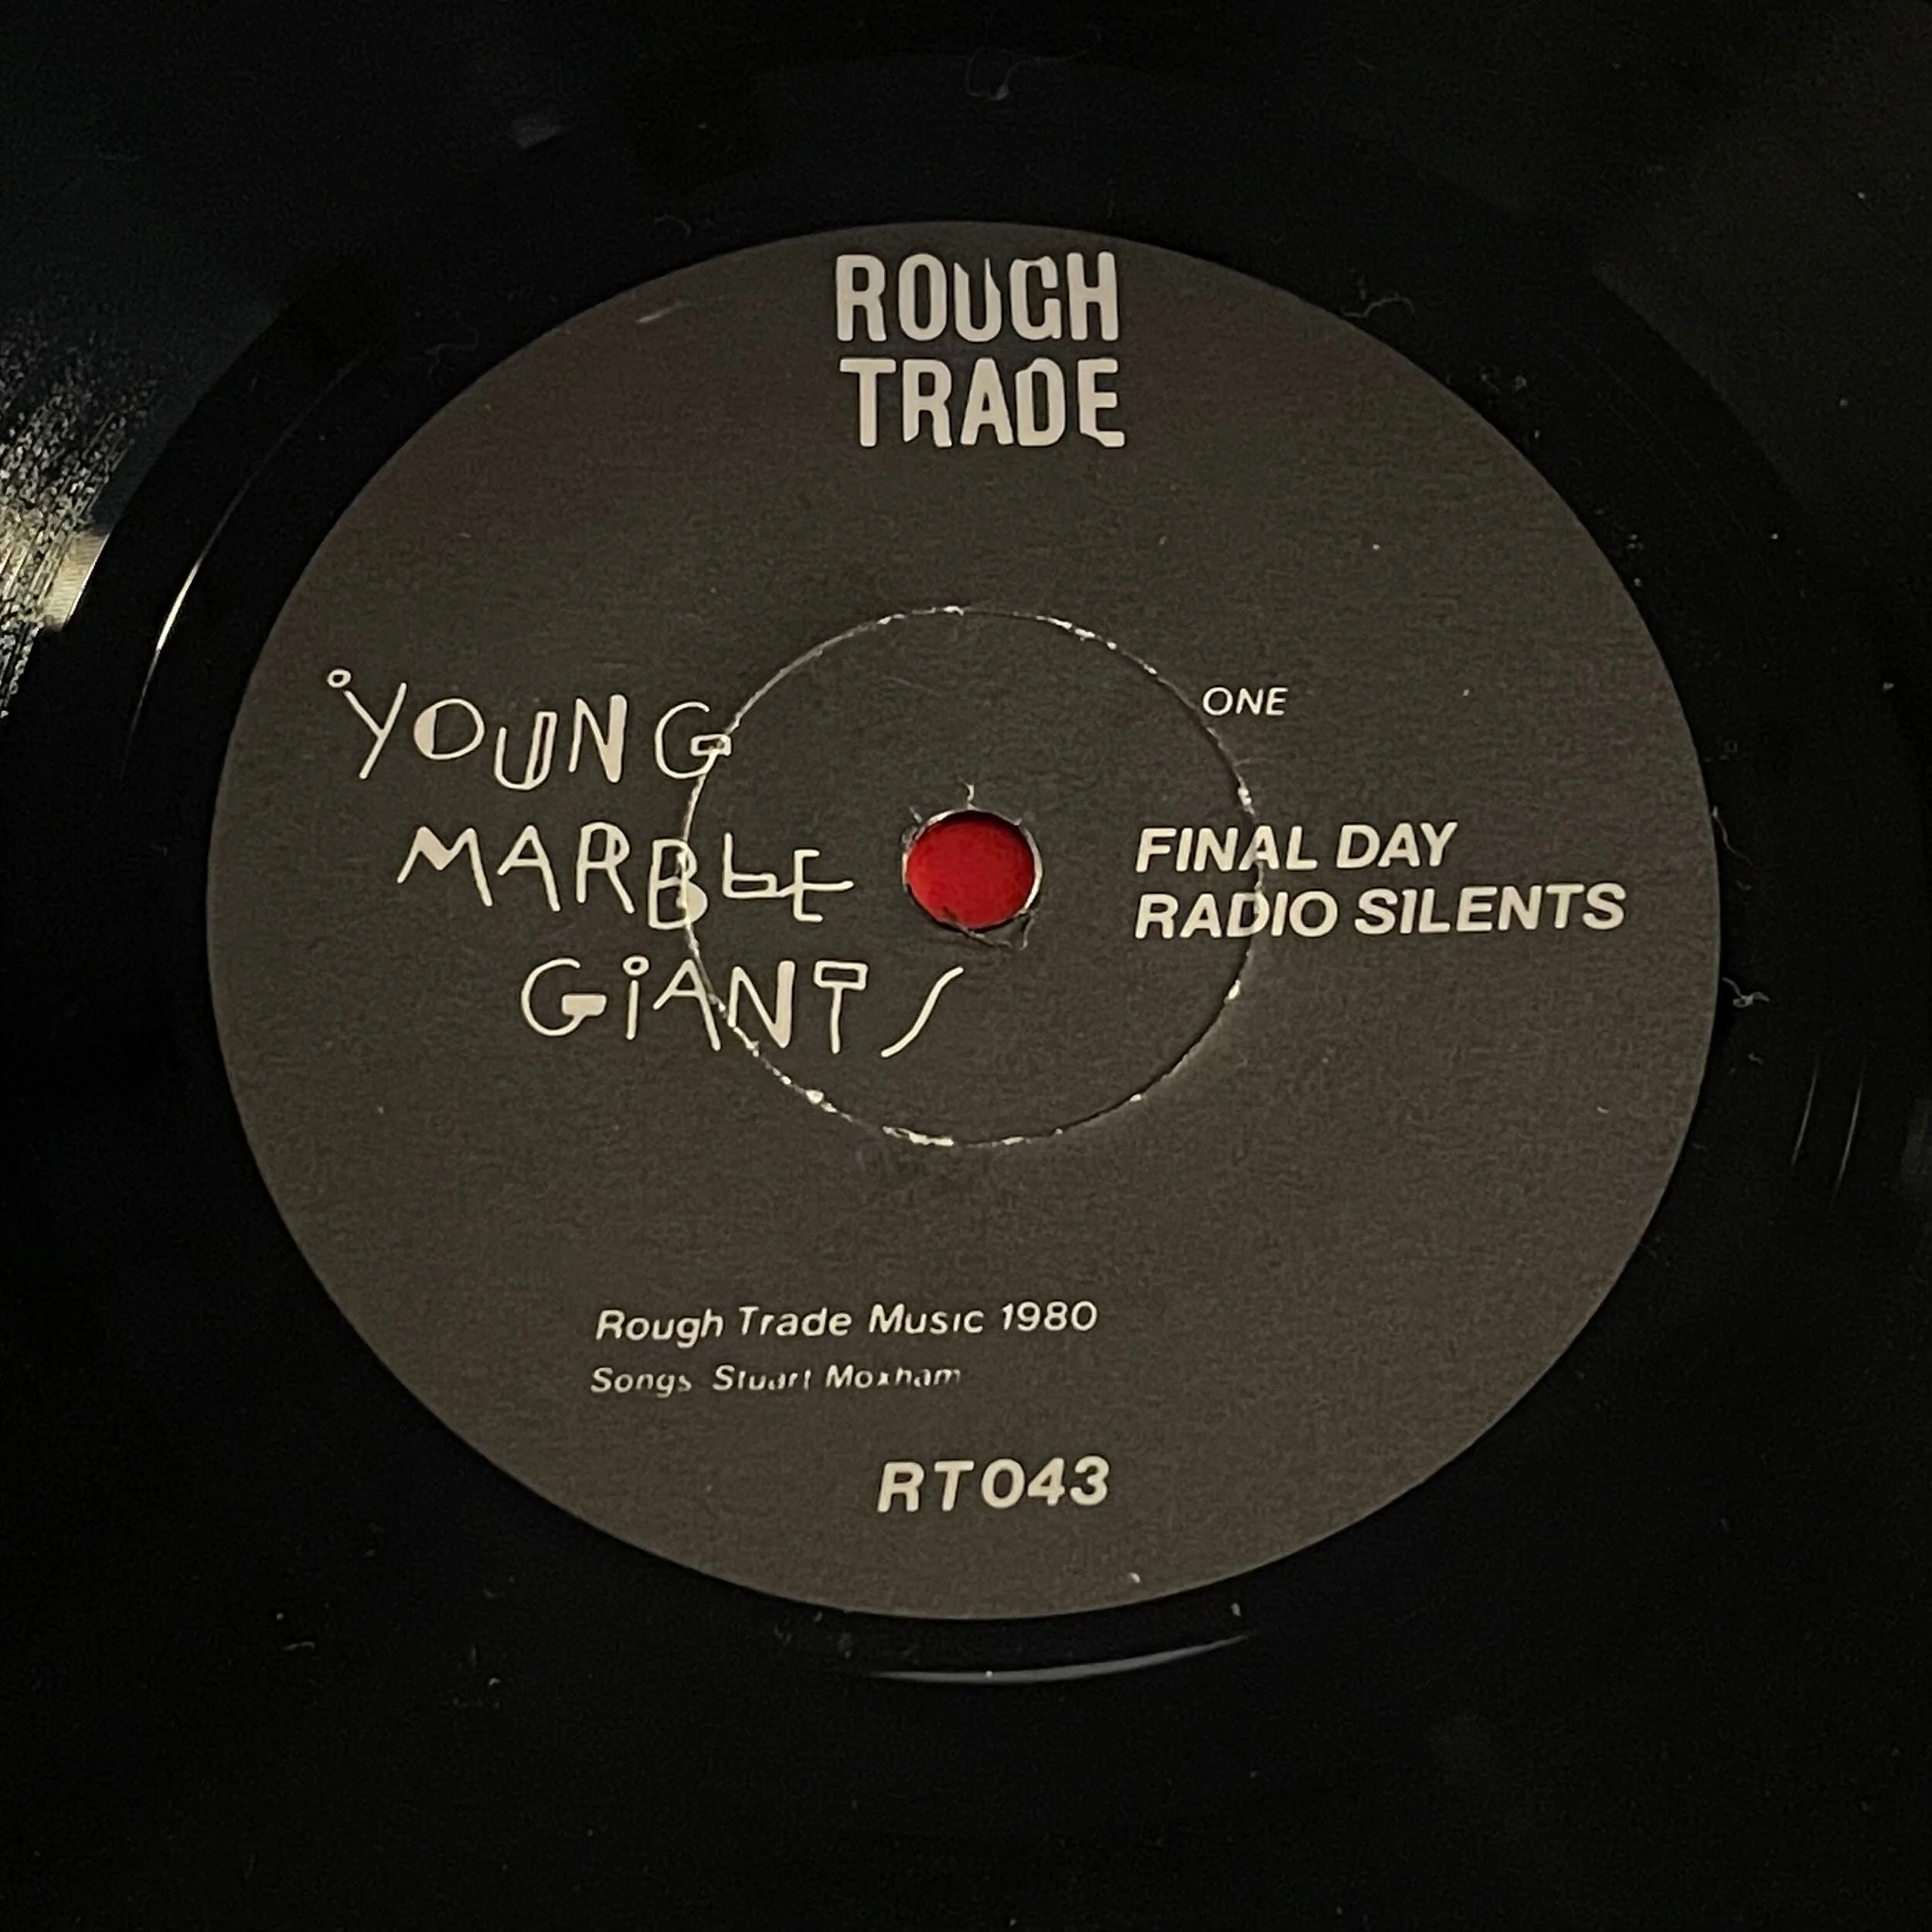 ROUGH
TRADE
YOUNG
MARBLE
GIANTS
ONE
FINAL DAY
RADIO SILENTS
Rough Trade Music 1980
Songs Stuart Moxham
RT043